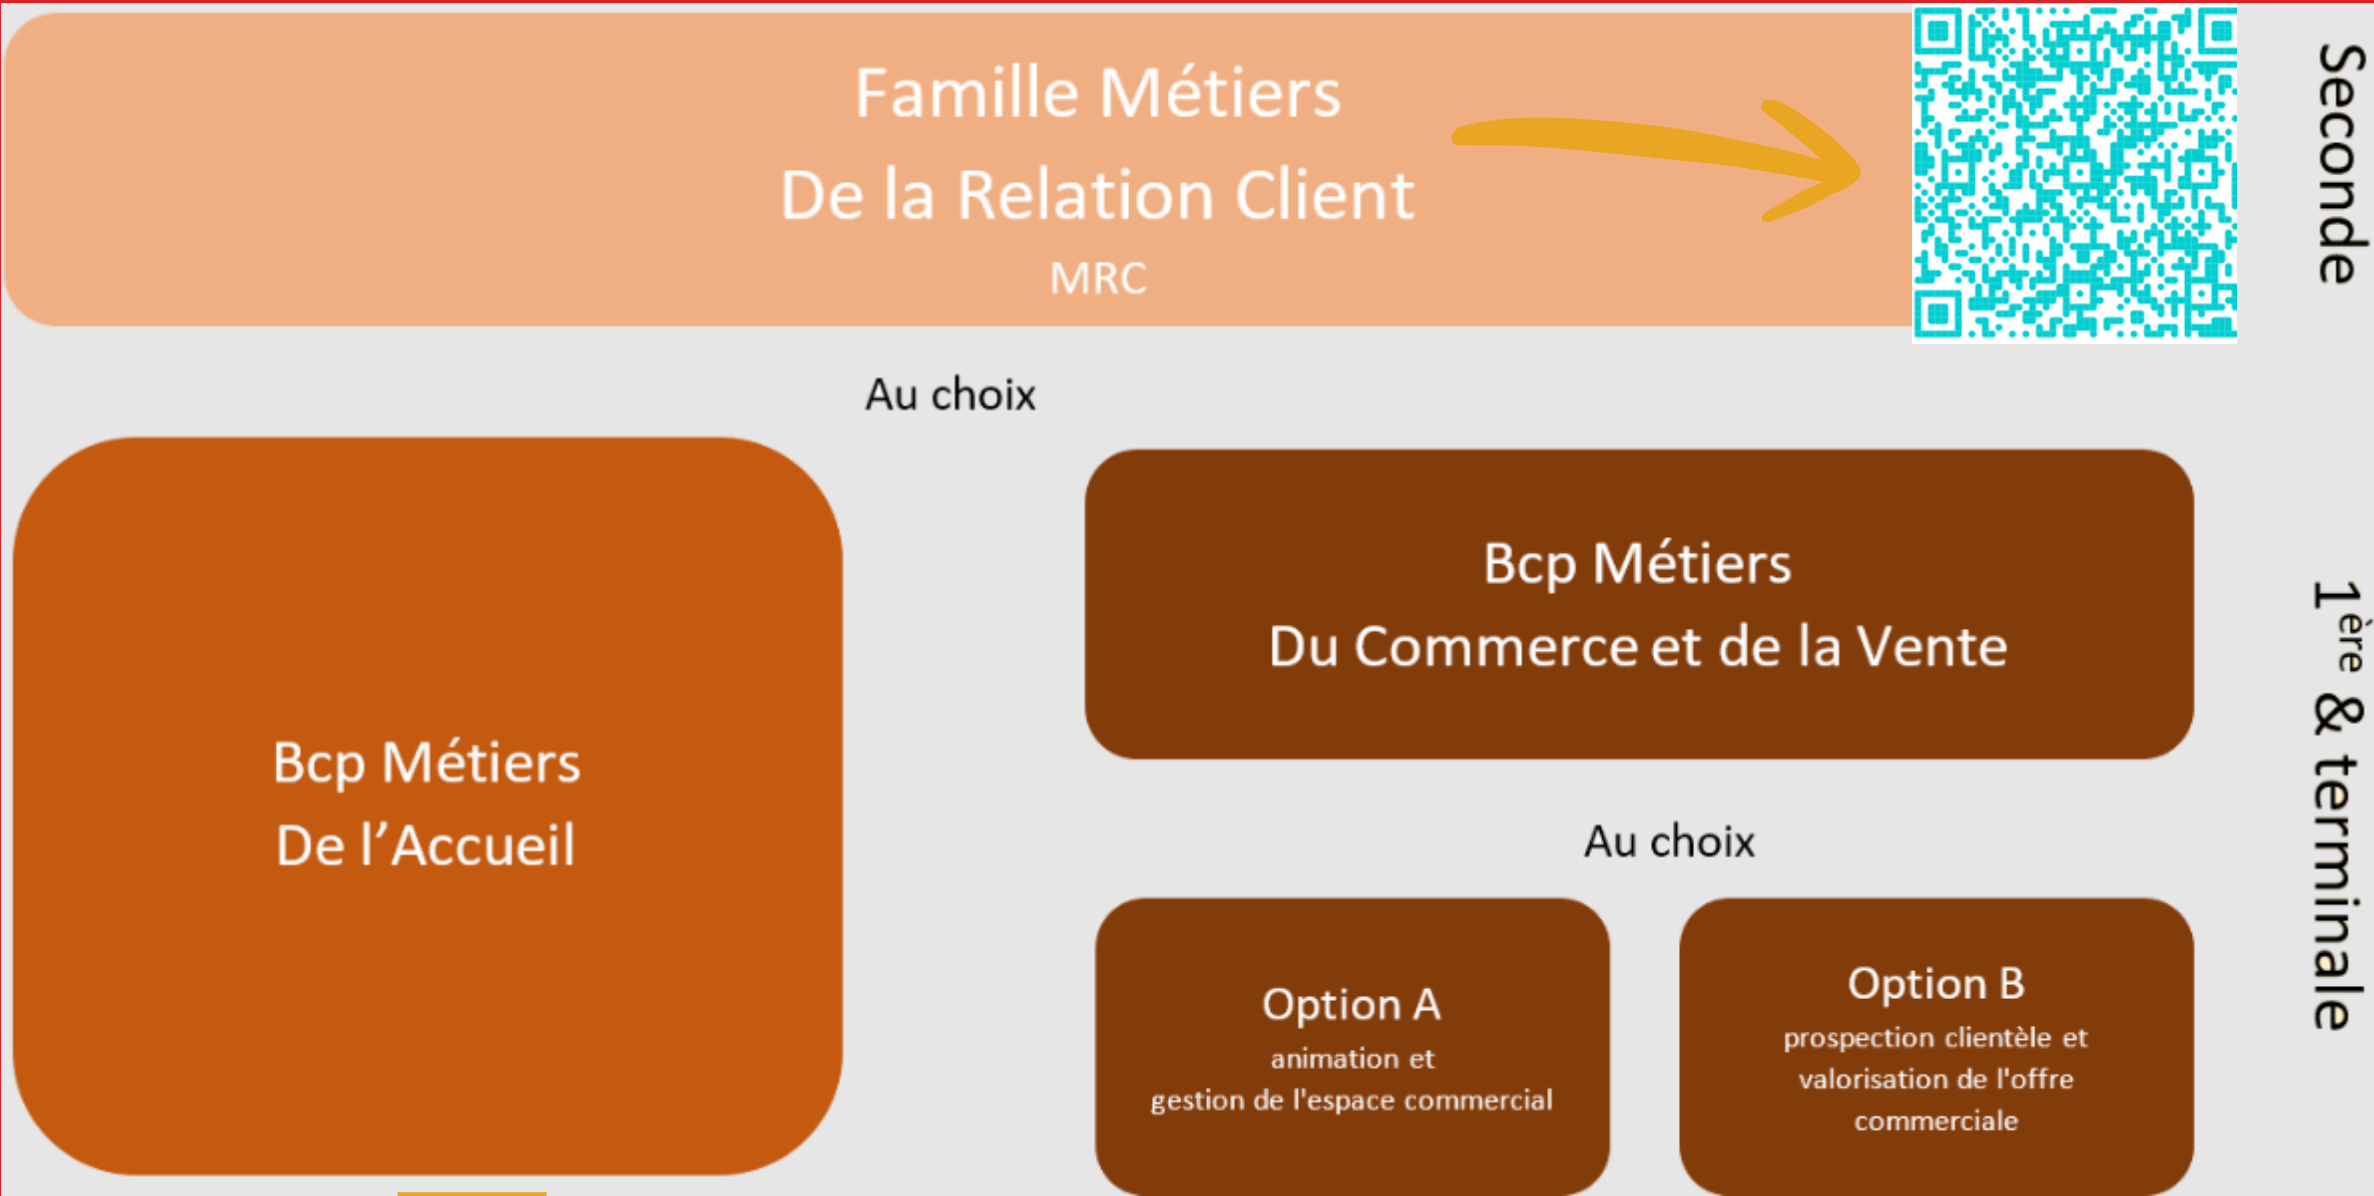 Famille Métiers
De la Relation Client
MRC
Seconde
Au choix
Bcp Métiers
De l’Accueil
Bcp Métiers
Du Commerce et de la Vente
1ère & terminale
Au choix
Option A
animation et
gestion de l'espace commercial
Option B
prospection clientèle et
valorisation de l'offre
commerciale